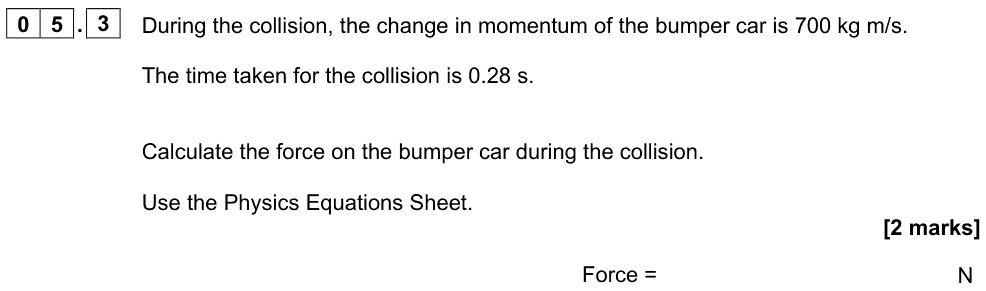 0 5 . 3 During the collision, the change in momentum of the bumper car is 700 kg m/s.
The time taken for the collision is 0.28 s.
Calculate the force on the bumper car during the collision.
Use the Physics Equations Sheet.
[2 marks]
Force = N